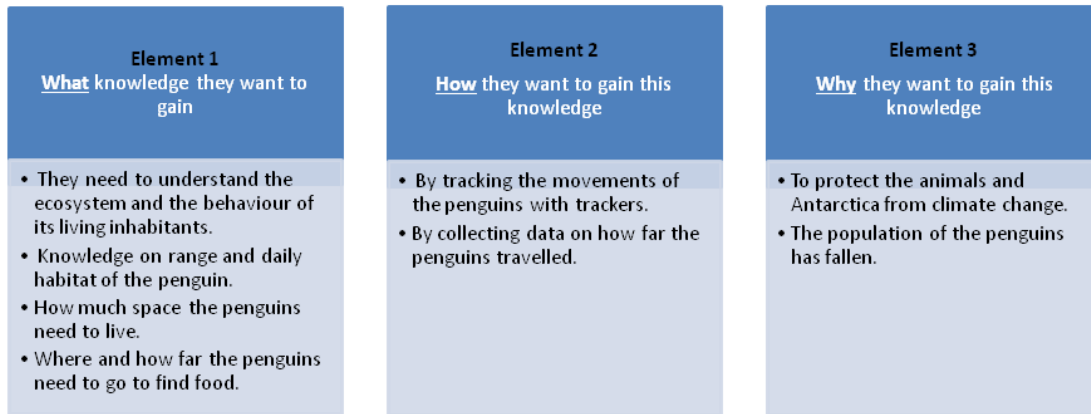 Element 1
What knowledge they want to
gain
• They need to understand the
ecosystem and the behaviour of
its living inhabitants.
• Knowledge on range and daily
habitat of the penguin.
• How much space the penguins
need to live.
• Where and how far the penguins
need to go to find food.
Element 2
How they want to gain this
knowledge
• By tracking the movements of
the penguins with trackers.
• By collecting data on how far the
penguins travelled.
Element 3
Why they want to gain this
knowledge
• To protect the animals and
Antarctica from climate change.
• The population of the penguins
has fallen.